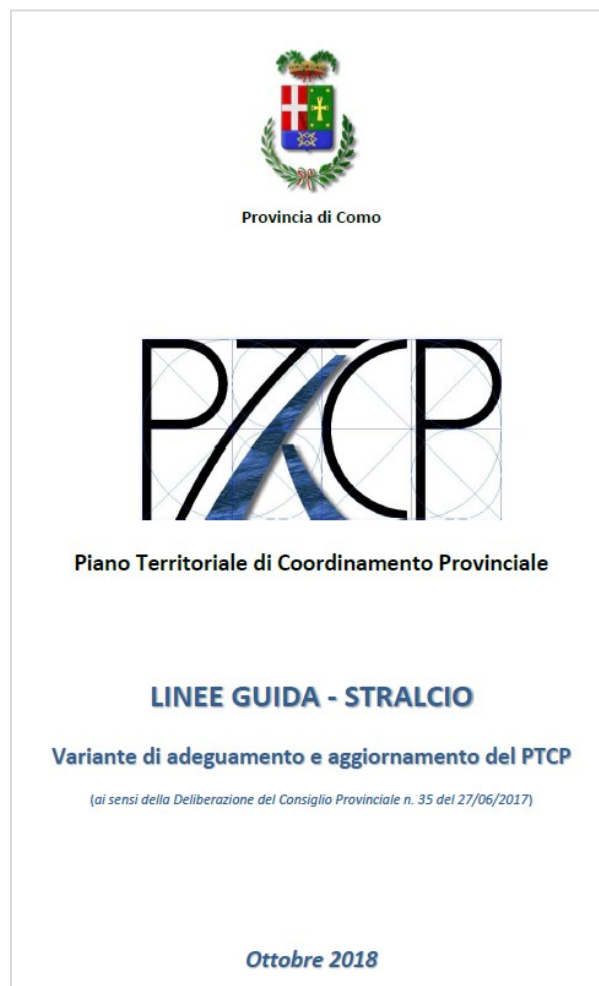 Provincia di Como
PTCP
Piano Territoriale di Coordinamento Provinciale
LINEE GUIDA - STRALCIO
Variante di adeguamento e aggiornamento del PTCP
(ai sensi della Deliberazione del Consiglio Provinciale n. 35 del 27/06/2017)
Ottobre 2018